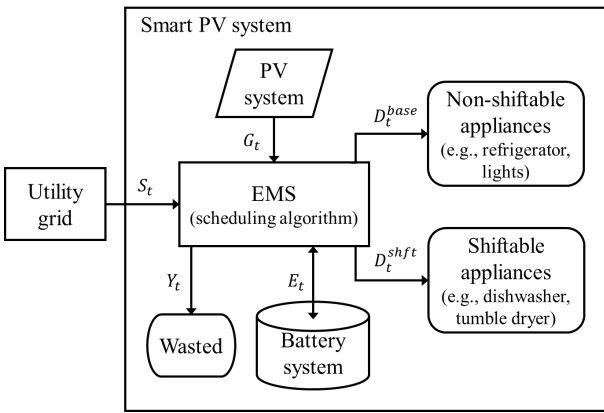 Smart PV system
PV
system
G_t
D_t^{base}
Non-shiftable
appliances
(e.g., refrigerator,
lights)
Utility
grid
S_t
EMS
(scheduling algorithm)
D_t^{shft}
Shiftable
appliances
(e.g., dishwasher,
tumble dryer)
Y_t
E_t
Wasted
Battery
system